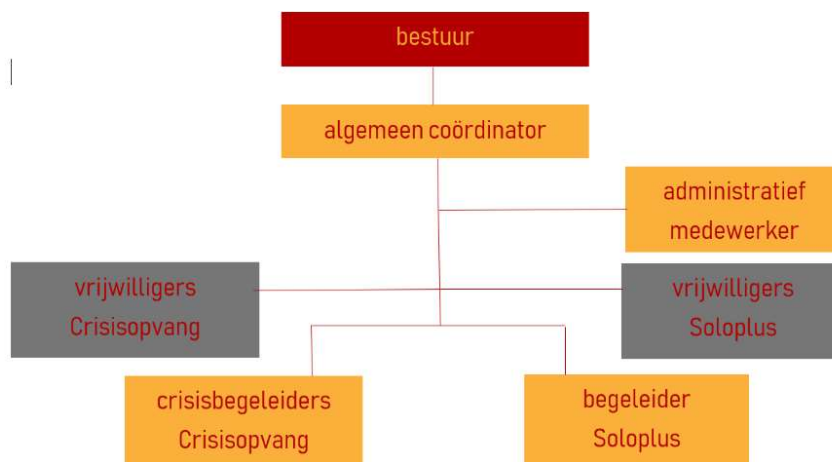 bestuur
algemeen coördinator
administratief
medewerker
vrijwilligers
Crisisopvang
vrijwilligers
Soloplus
crisisbegeleiders
Crisisopvang
begeleider
Soloplus